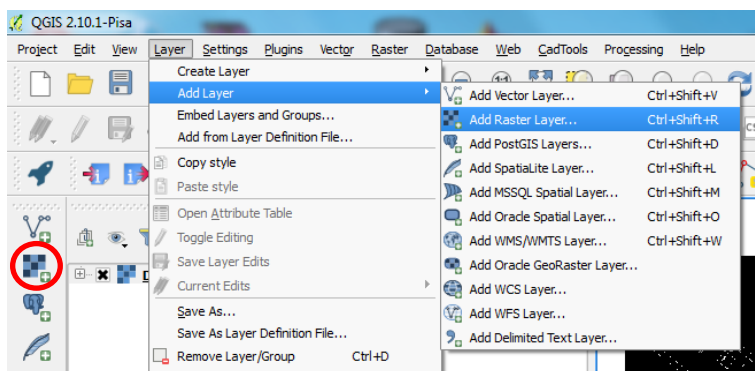 QGIS 2.10.1-Pisa
Project Edit View Layer Settings Plugins Vector Raster Database Web CadTools Processing Help
Create Layer
Add Layer
Embed Layers and Groups...
Add from Layer Definition File...
Copy style
Paste style
Open Attribute Table
Toggle Editing
Save Layer Edits
Current Edits
Save As...
Save As Layer Definition File...
Remove Layer/Group Ctrl+D
Add Vector Layer... Ctrl+Shift+V
Add Raster Layer... Ctrl+Shift+R
Add PostGIS Layers... Ctrl+Shift+D
Add SpatiaLite Layer... Ctrl+Shift+L
Add MSSQL Spatial Layer... Ctrl+Shift+M
Add Oracle Spatial Layer... Ctrl+Shift+O
Add WMS/WMTS Layer... Ctrl+Shift+W
Add Oracle GeoRaster Layer...
Add WCS Layer...
Add WFS Layer...
Add Delimited Text Layer...